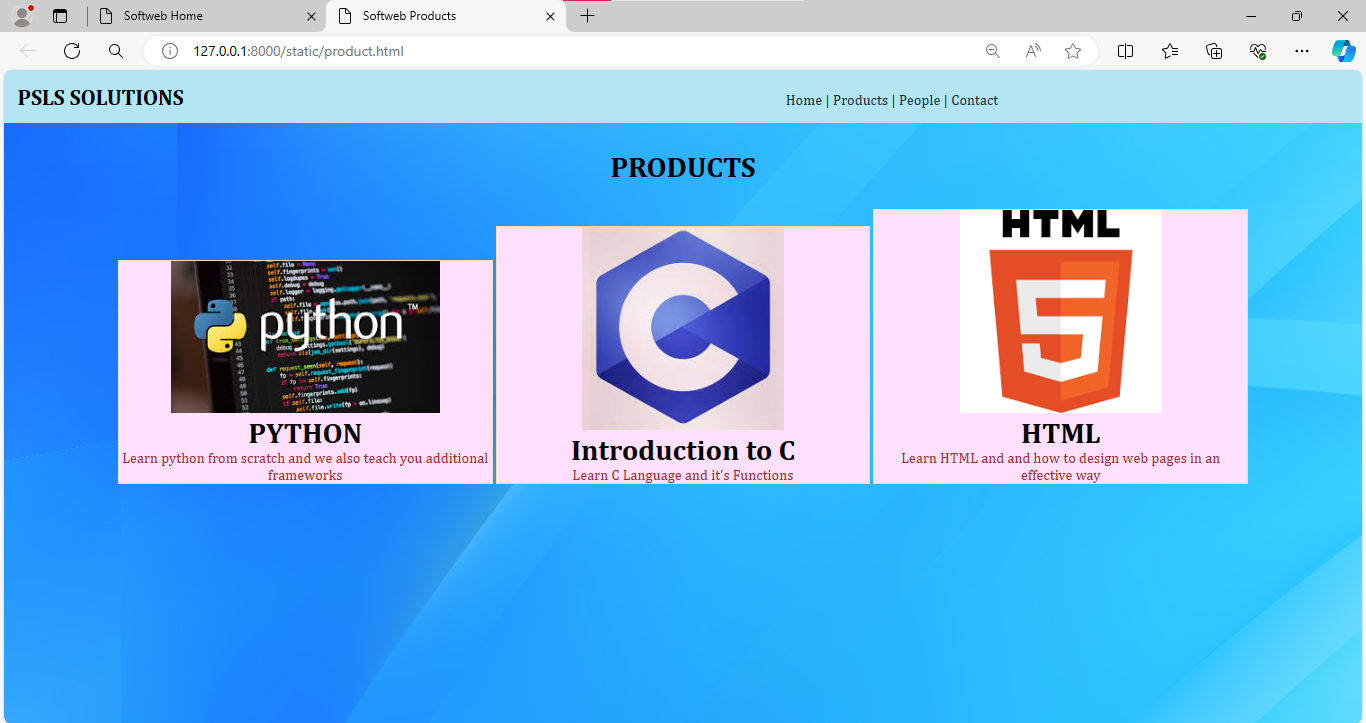 Softweb Home
Softweb Products
127.0.0.1:8000/static/product.html
PSLS SOLUTIONS
Home | Products | People | Contact
PRODUCTS
python™
PYTHON
Learn python from scratch and we also teach you additional
frameworks
C
Introduction to C
Learn C Language and it's Functions
HTML
5
HTML
Learn HTML and and how to design web pages in an
effective way